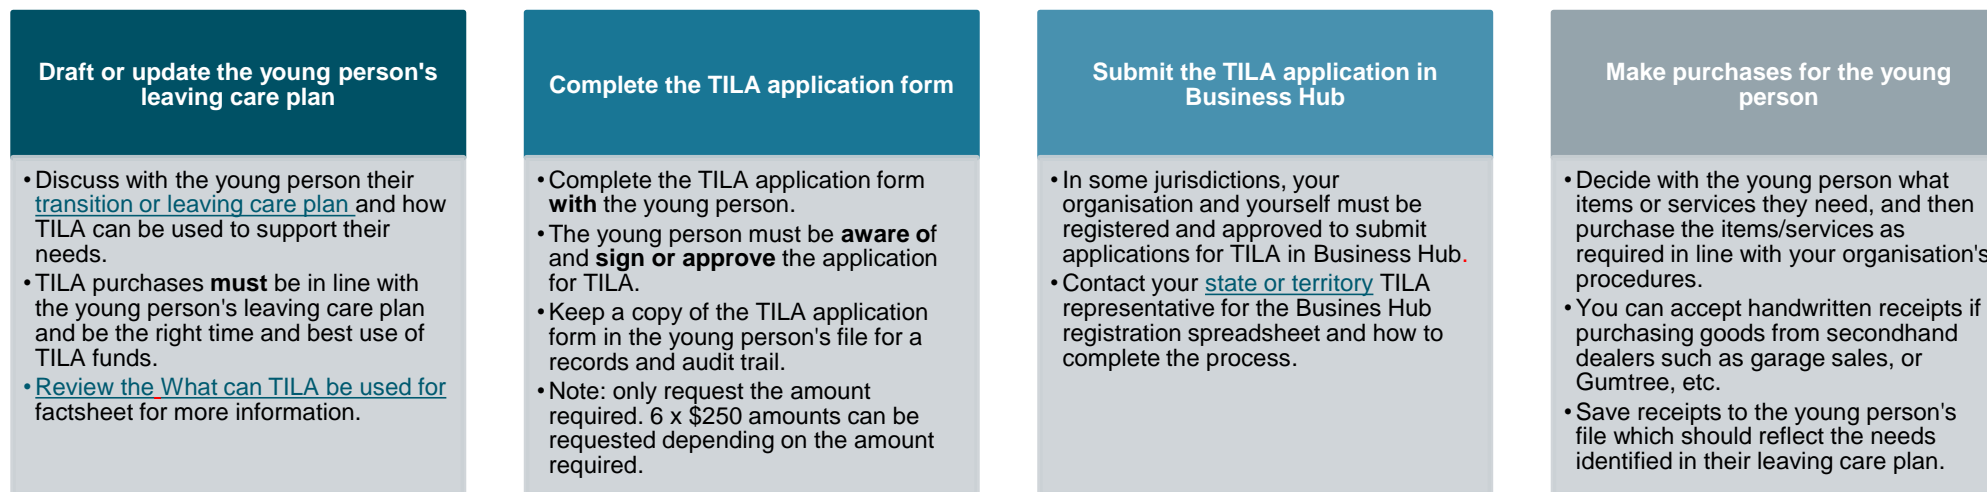 Draft or update the young person's
leaving care plan
•Discuss with the young person their
transition or leaving care plan and how
TILA can be used to support their
needs.
•TILA purchases must be in line with
the young person's leaving care plan
and be the right time and best use of
TILA funds.
•Review the What can TILA be used for
factsheet for more information.
Complete the TILA application form
•Complete the TILA application form
with the young person.
•The young person must be aware of
and sign or approve the application
for TILA.
•Keep a copy of the TILA application
form in the young person's file for a
records and audit trail.
•Note: only request the amount
required. 6 x $250 amounts can be
requested depending on the amount
required.
Submit the TILA application in
Business Hub
•In some jurisdictions, your
organisation and yourself must be
registered and approved to submit
applications for TILA in Business Hub.
•Contact your state or territory TILA
representative for the Busines Hub
registration spreadsheet and how to
complete the process.
Make purchases for the young
person
•Decide with the young person what
items or services they need, and then
purchase the items/services as
required in line with your organisation's
procedures.
•You can accept handwritten receipts if
purchasing goods from secondhand
dealers such as garage sales, or
Gumtree, etc.
•Save receipts to the young person's
file which should reflect the needs
identified in their leaving care plan.